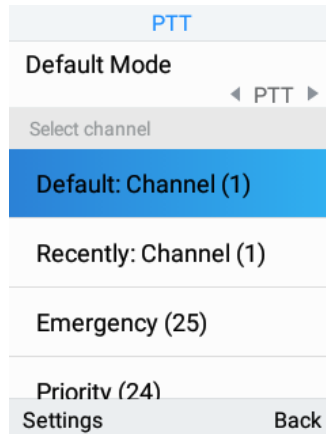 PTT
Default Mode
PTT
Select channel
Default: Channel (1)
Recently: Channel (1)
Emergency (25)
Priority (24)
Settings Back